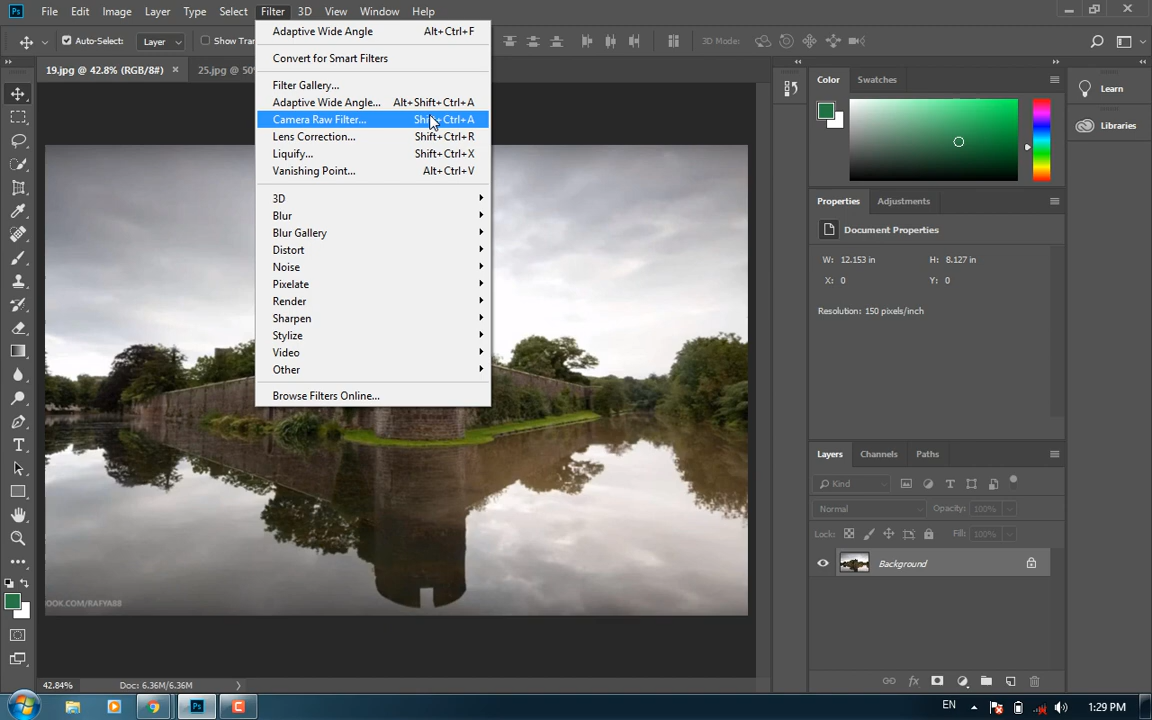 Ps File Edit Image Layer Type Select Filter 3D View Window Help
Auto-Select: Layer Show Tra 3D Mode:
19.jpg @ 42.8% (RGB/8#) × 25.jpg @ 50%
Adaptive Wide Angle Alt+Ctrl+F
Convert for Smart Filters
Filter Gallery...
Adaptive Wide Angle... Alt+Shift+Ctrl+A
Camera Raw Filter... Shift+Ctrl+A
Lens Correction... Shift+Ctrl+R
Liquify... Shift+Ctrl+X
Vanishing Point... Alt+Ctrl+V
3D
Blur
Blur Gallery
Distort
Noise
Pixelate
Render
Sharpen
Stylize
Video
Other
Browse Filters Online...
Color Swatches
Learn
Libraries
Properties Adjustments
Document Properties
W: 12.153 in H: 8.127 in
X: 0 Y: 0
Resolution: 150 pixels/inch
Layers Channels Paths
Kind
Normal Opacity: 100%
Lock: Fill: 100%
Background
OOK.COM/RAFYA88
42.84% Doc: 6.36M/6.36M
Ps EN 1:29 PM